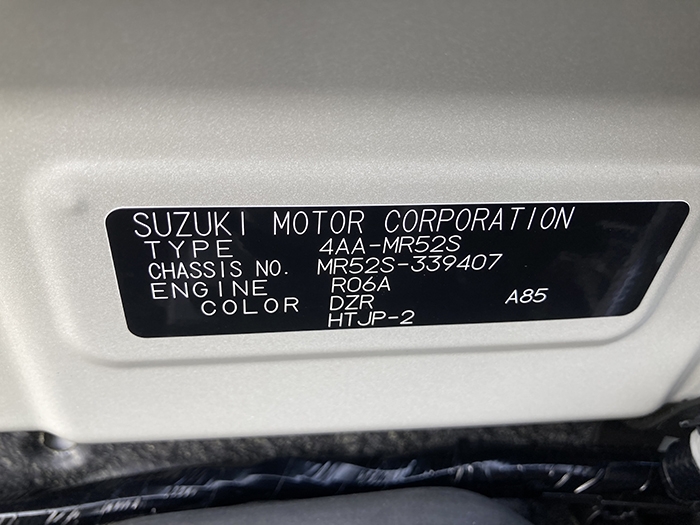 SUZUKI MOTOR CORPORATION
TYPE 4AA-MR52S
CHASSIS NO. MR52S-339407
ENGINE R06A
COLOR DZR A85
HTJP-2